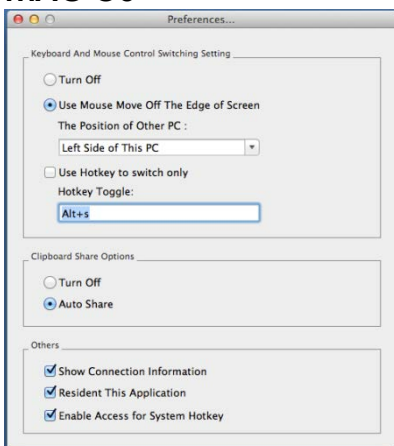 Preferences...
Keyboard And Mouse Control Switching Setting
Turn Off
Use Mouse Move Off The Edge of Screen
The Position of Other PC :
Left Side of This PC
Use Hotkey to switch only
Hotkey Toggle:
Alt+s
Clipboard Share Options
Turn Off
Auto Share
Others
Show Connection Information
Resident This Application
Enable Access for System Hotkey